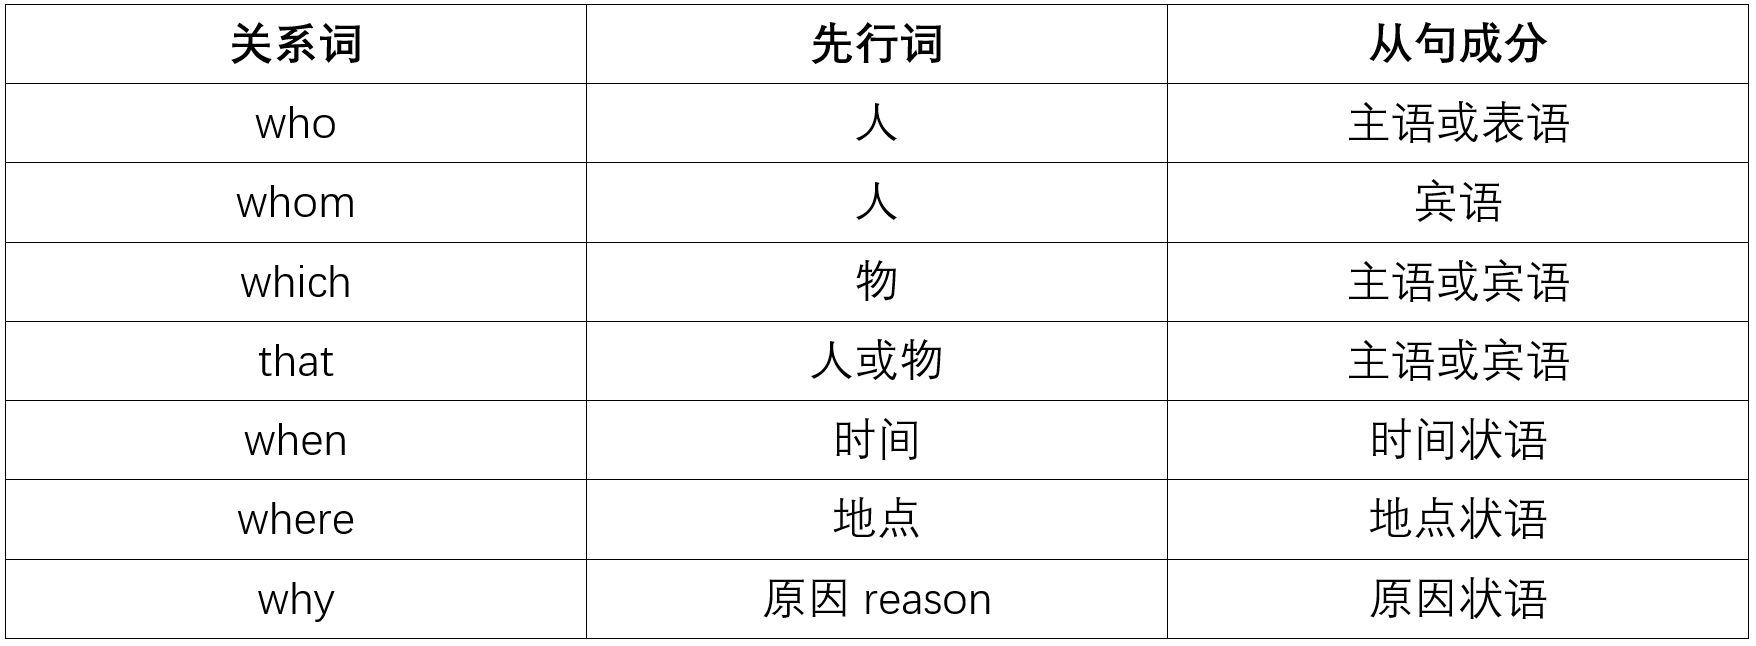 关系词 先行词 从句成分
who 人 主语或表语
whom 人 宾语
which 物 主语或宾语
that 人或物 主语或宾语
when 时间 时间状语
where 地点 地点状语
why 原因 reason 原因状语